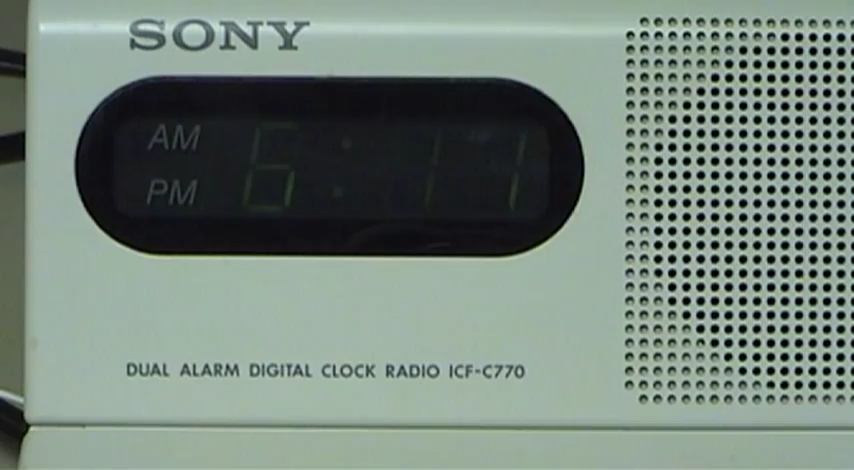 SONY
AM
PM
6:11
DUAL ALARM DIGITAL CLOCK RADIO ICF-C770